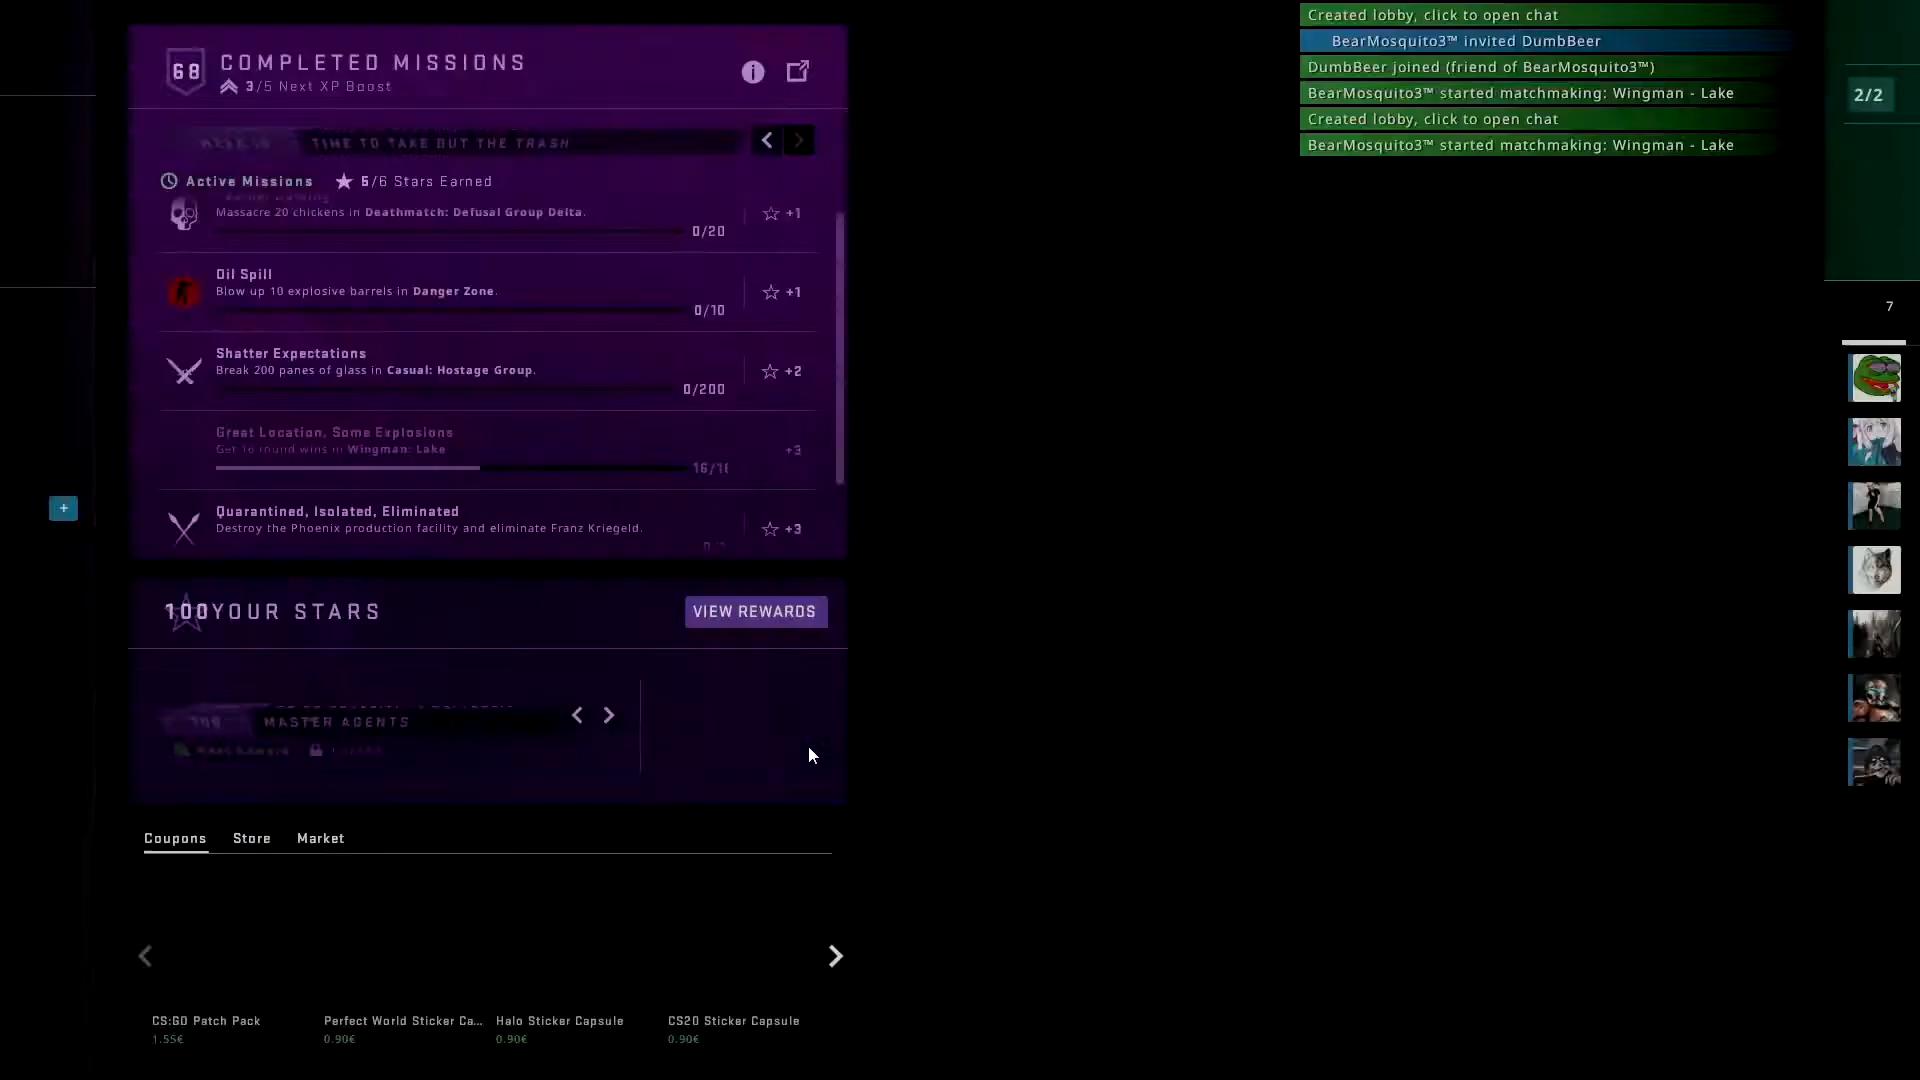 68
COMPLETED MISSIONS
3/5 Next XP Boost
TIME TO TAKE OUT THE TRASH
Active Missions
5/6 Stars Earned
Massacre 20 chickens in Deathmatch: Defusal Group Delta.
0/20
+1
Oil Spill
Blow up 10 explosive barrels in Danger Zone.
0/10
+1
Shatter Expectations
Break 200 panes of glass in Casual: Hostage Group.
0/200
+2
Great Location, Some Explosions
Get 16 round wins in Wingman: Lake
+3
Quarantined, Isolated, Eliminated
Destroy the Phoenix production facility and eliminate Franz Kriegeld.
+3
100 YOUR STARS
VIEW REWARDS
MASTER AGENTS
Coupons
Store
Market
CS:GO Patch Pack
1.55€
Perfect World Sticker Ca...
0.90€
Halo Sticker Capsule
0.90€
CS20 Sticker Capsule
0.90€
Created lobby, click to open chat
BearMosquito3™ invited DumbBeer
DumbBeer joined (friend of BearMosquito3™)
BearMosquito3™ started matchmaking: Wingman - Lake
Created lobby, click to open chat
BearMosquito3™ started matchmaking: Wingman - Lake
2/2
7
+